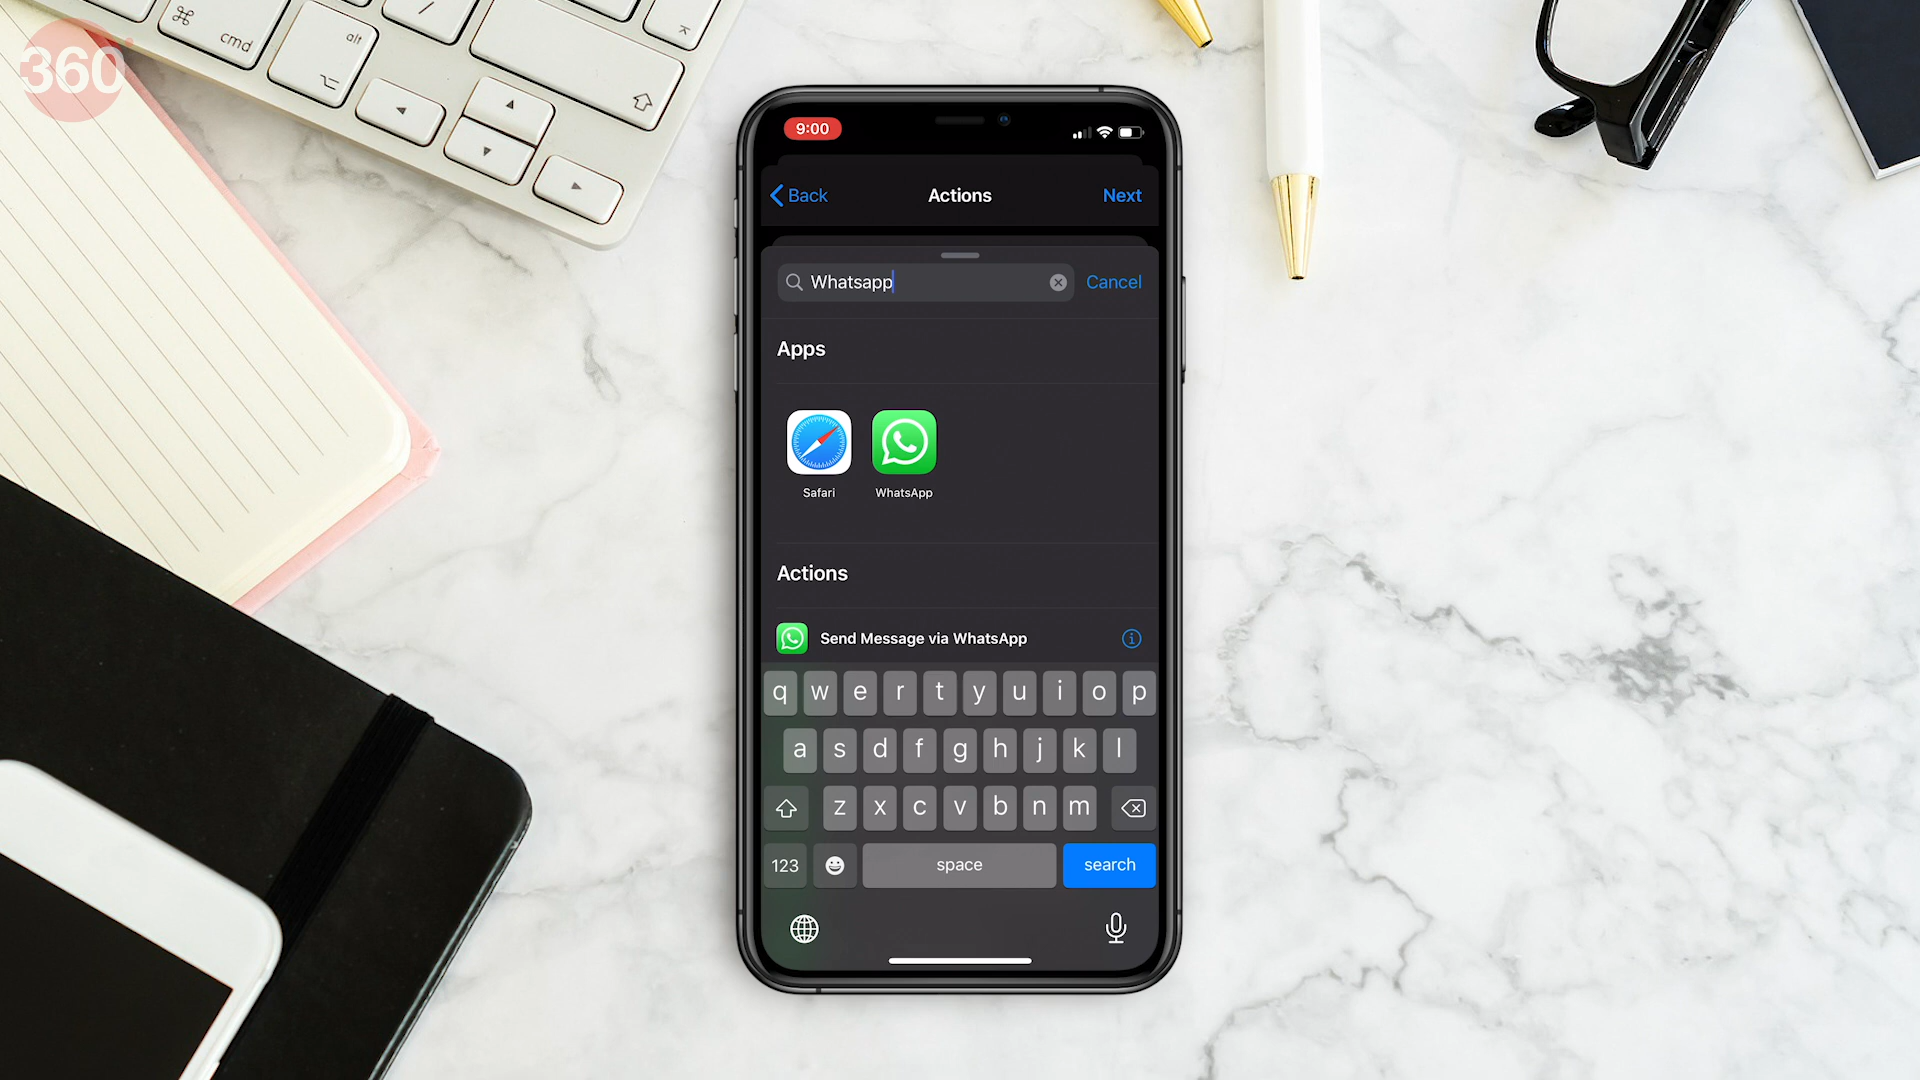 360°
cmd
alt
/
9:00
Back
Actions
Next
Whatsapp
Cancel
Apps
Safari
WhatsApp
Actions
Send Message via WhatsApp
q w e r t y u i o p
a s d f g h j k l
z x c v b n m
123
space
search